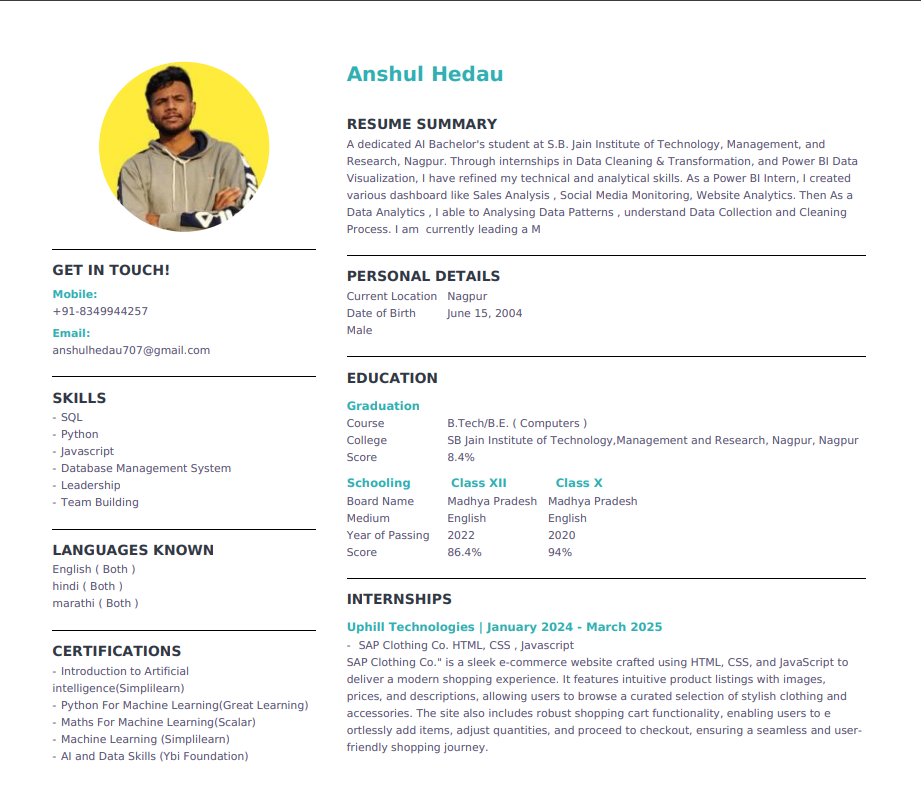 Anshul Hedau
RESUME SUMMARY
A dedicated AI Bachelor's student at S.B. Jain Institute of Technology, Management, and
Research, Nagpur. Through internships in Data Cleaning & Transformation, and Power BI Data
Visualization, I have refined my technical and analytical skills. As a Power BI Intern, I created
various dashboard like Sales Analysis , Social Media Monitoring, Website Analytics. Then As a
Data Analytics , I able to Analysing Data Patterns , understand Data Collection and Cleaning
Process. I am  currently leading a M
GET IN TOUCH!
Mobile:
+91-8349944257
Email:
anshulhedau707@gmail.com
SKILLS
- SQL
- Python
- Javascript
- Database Management System
- Leadership
- Team Building
LANGUAGES KNOWN
English ( Both )
hindi ( Both )
marathi ( Both )
CERTIFICATIONS
- Introduction to Artificial
intelligence(Simplilearn)
- Python For Machine Learning(Great Learning)
- Maths For Machine Learning(Scalar)
- Machine Learning (Simplilearn)
- AI and Data Skills (Ybi Foundation)
PERSONAL DETAILS
Current Location Nagpur
Date of Birth June 15, 2004
Male
EDUCATION
Graduation
Course B.Tech/B.E. ( Computers )
College SB Jain Institute of Technology,Management and Research, Nagpur, Nagpur
Score 8.4%
Schooling Class XII Class X
Board Name Madhya Pradesh Madhya Pradesh
Medium English English
Year of Passing 2022 2020
Score 86.4% 94%
INTERNSHIPS
Uphill Technologies | January 2024 - March 2025
- SAP Clothing Co. HTML, CSS , Javascript
SAP Clothing Co." is a sleek e-commerce website crafted using HTML, CSS, and JavaScript to
deliver a modern shopping experience. It features intuitive product listings with images,
prices, and descriptions, allowing users to browse a curated selection of stylish clothing and
accessories. The site also includes robust shopping cart functionality, enabling users to e
ortlessly add items, adjust quantities, and proceed to checkout, ensuring a seamless and user-
friendly shopping journey.